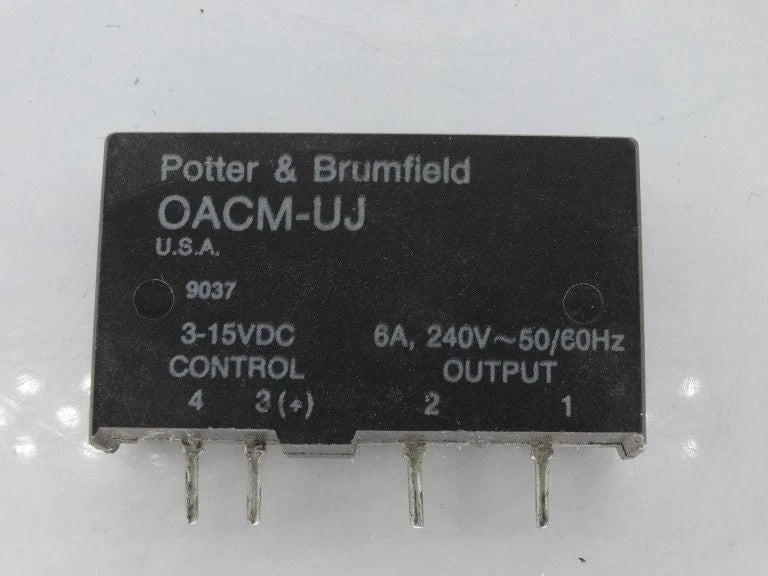 Potter & Brumfield
OACM-UJ
U.S.A.
9037
3-15VDC 6A, 240V~50/60Hz
CONTROL OUTPUT
4 3(+) 2 1